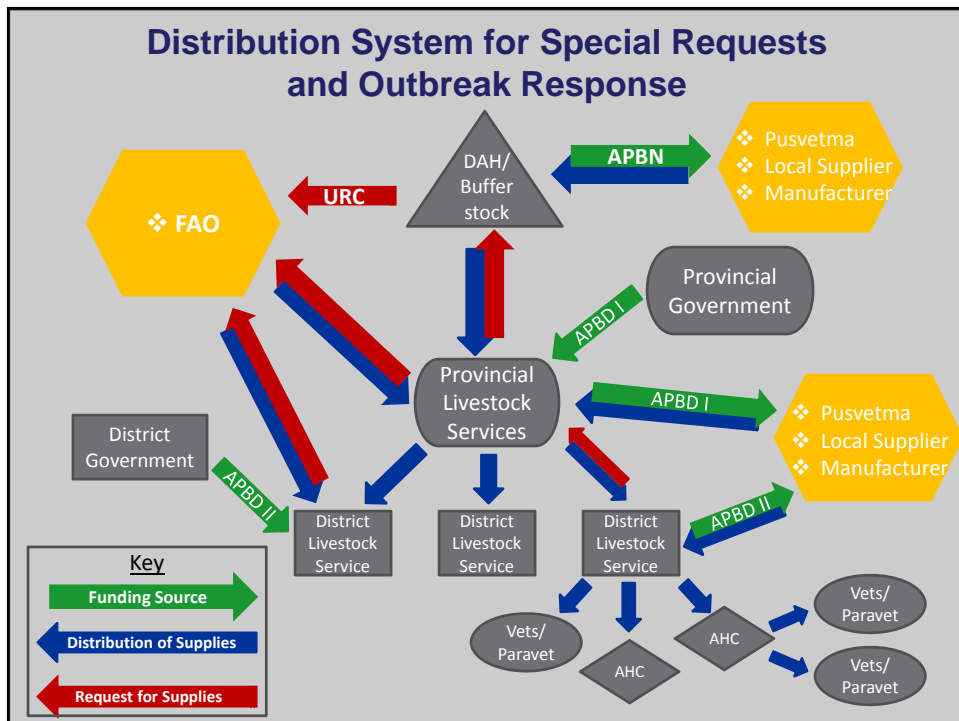 Distribution System for Special Requests
and Outbreak Response
❖ FAO
URC
DAH/
Buffer
stock
APBN
❖ Pusvetma
❖ Local Supplier
❖ Manufacturer
Provincial
Government
APBD I
Provincial
Livestock
Services
APBD I
❖ Pusvetma
❖ Local Supplier
❖ Manufacturer
District
Government
APBD II
APBD II
District
Livestock
Service
District
Livestock
Service
District
Livestock
Service
Key
Funding Source
Distribution of Supplies
Request for Supplies
Vets/
Paravet
AHC
AHC
Vets/
Paravet
Vets/
Paravet